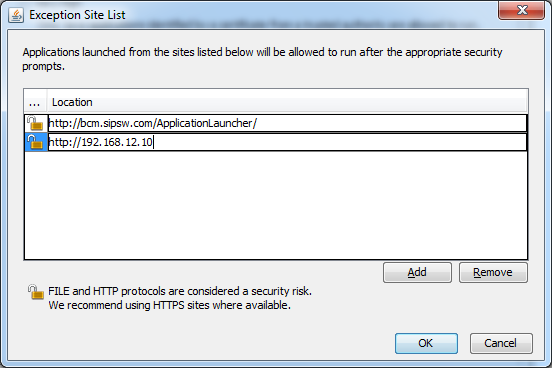 Exception Site List
Applications launched from the sites listed below will be allowed to run after the appropriate security
prompts.
... Location
http://bcm.sipsw.com/ApplicationLauncher/
http://192.168.12.10
Add Remove
FILE and HTTP protocols are considered a security risk.
We recommend using HTTPS sites where available.
OK Cancel